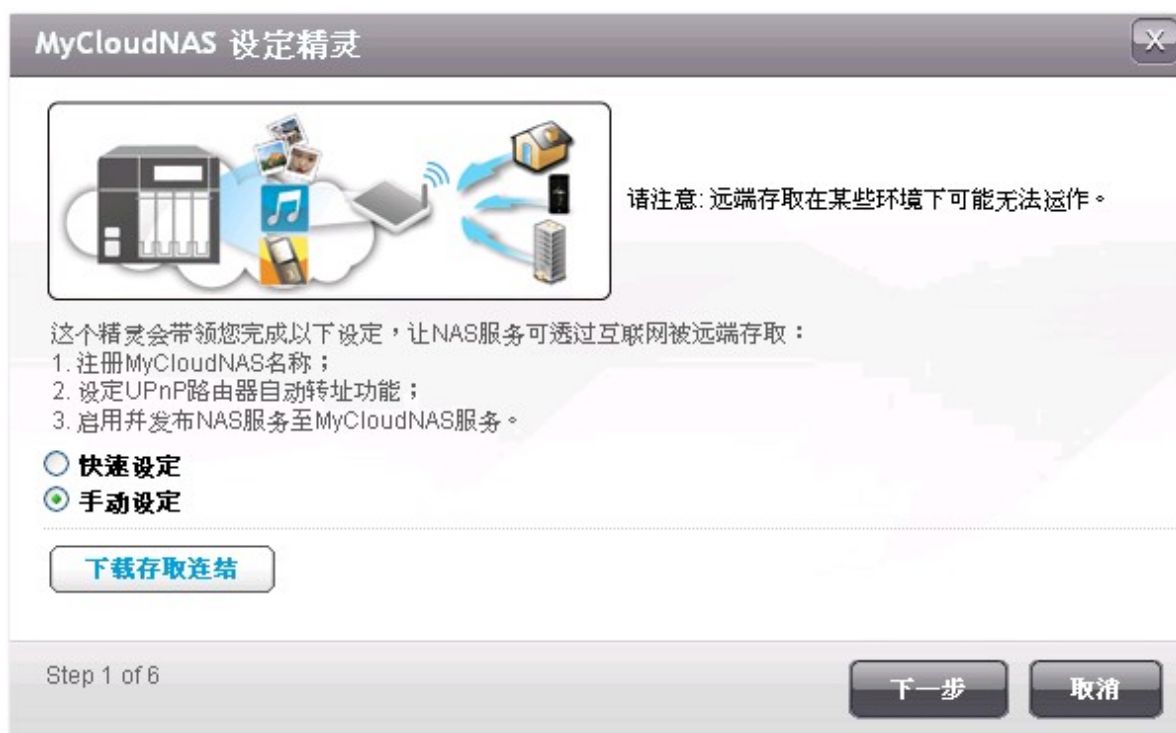 MyCloudNAS 设定精灵
X
请注意: 远端存取在某些环境下可能无法运作。
这个精灵会带领您完成以下设定，让NAS服务可透过互联网被远端存取：
1. 注册MyCloudNAS名称；
2. 设定UPnP路由器自动转址功能；
3. 启用并发布NAS服务至MyCloudNAS服务。
快速设定
手动设定
下载存取连结
Step 1 of 6
下一步
取消